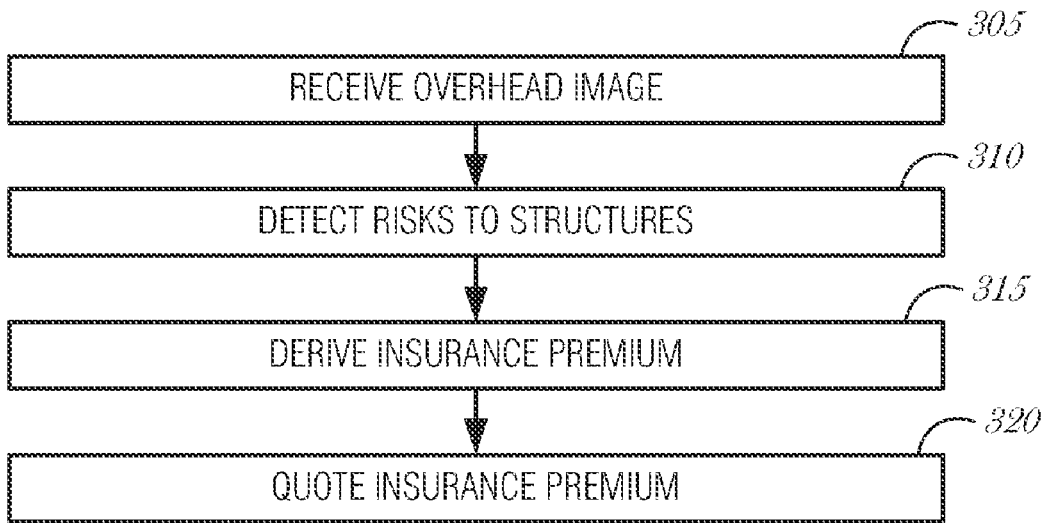 305
RECEIVE OVERHEAD IMAGE
310
DETECT RISKS TO STRUCTURES
315
DERIVE INSURANCE PREMIUM
320
QUOTE INSURANCE PREMIUM